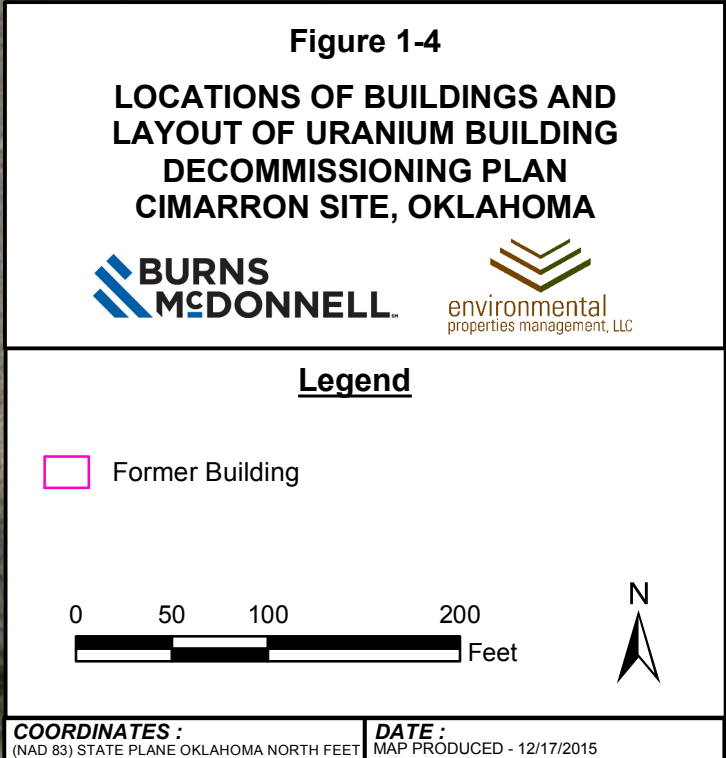 Figure 1-4
LOCATIONS OF BUILDINGS AND
LAYOUT OF URANIUM BUILDING
DECOMMISSIONING PLAN
CIMARRON SITE, OKLAHOMA
BURNS
McDONNELL℠
environmental
properties management, LLC
Legend
Former Building
0 50 100 200
Feet
N
COORDINATES :
(NAD 83) STATE PLANE OKLAHOMA NORTH FEET
DATE :
MAP PRODUCED - 12/17/2015